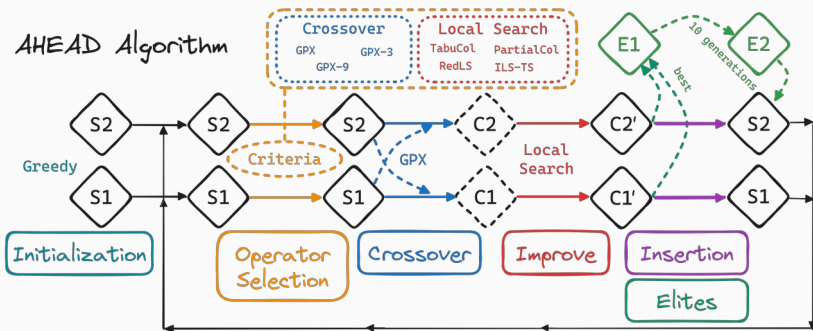 AHEAD Algorithm
Crossover
GPX GPX-3
GPX-9
Local Search
TabuCol PartialCol
RedLS ILS-TS
E1
10 generations
E2
best
S2
S2
S2
C2
C2'
S2
Greedy
Criteria
GPX
Local
Search
S1
S1
S1
C1
C1'
S1
Initialization
Operator
Selection
Crossover
Improve
Insertion
Elites